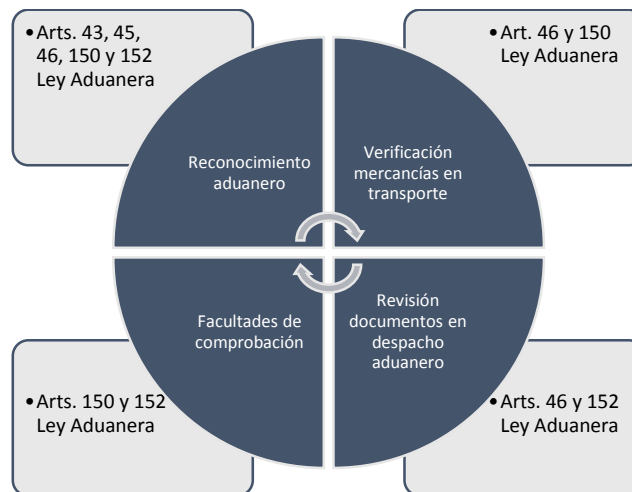 •Arts. 43, 45,
46, 150 y 152
Ley Aduanera
•Art. 46 y 150
Ley Aduanera
Reconocimiento
aduanero
Verificación
mercancías en
transporte
Facultades de
comprobación
Revisión
documentos en
despacho
aduanero
•Arts. 150 y 152
Ley Aduanera
•Arts. 46 y 152
Ley Aduanera